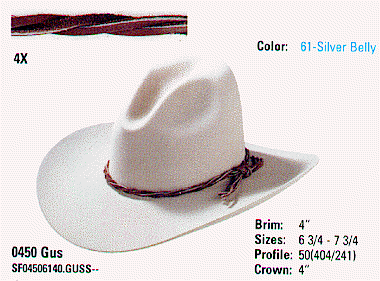 4X
Color: 61-Silver Belly
Brim: 4"
Sizes: 6 3/4 - 7 3/4
Profile: 50(404/241)
Crown: 4"
0450 Gus
SF04506140.GUSS--